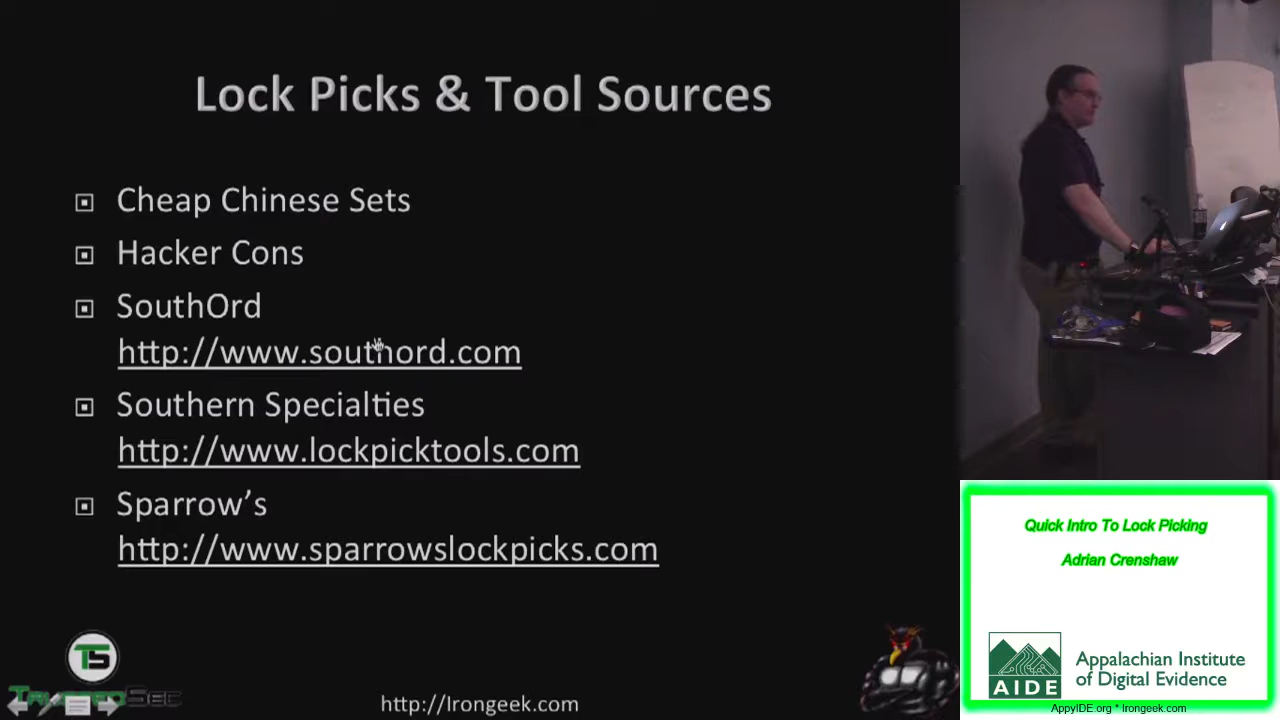 Lock Picks & Tool Sources
Cheap Chinese Sets
Hacker Cons
SouthOrd
http://www.southord.com
Southern Specialties
http://www.lockpicktools.com
Sparrow’s
http://www.sparrowslockpicks.com
TS
TrustedSec
http://Irongeek.com
Quick Intro To Lock Picking
Adrian Crenshaw
AIDE
Appalachian Institute
of Digital Evidence
AppyIDE.org * Irongeek.com